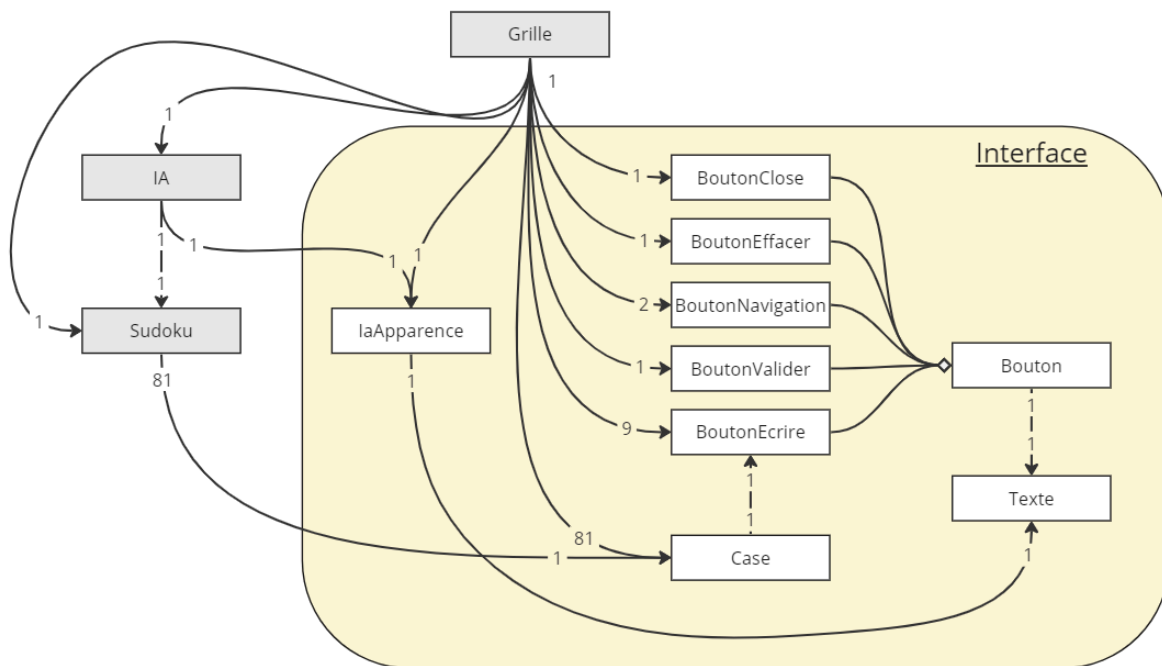 Grille
1
1
Interface
IA
BoutonClose
1
BoutonEffacer
1
1
1
1
1
1
BoutonNavigation
2
1
Sudoku
IaApparence
BoutonValider
1
Bouton
81
1
1
BoutonEcrire
9
1
1
Texte
1
81
1
Case
1